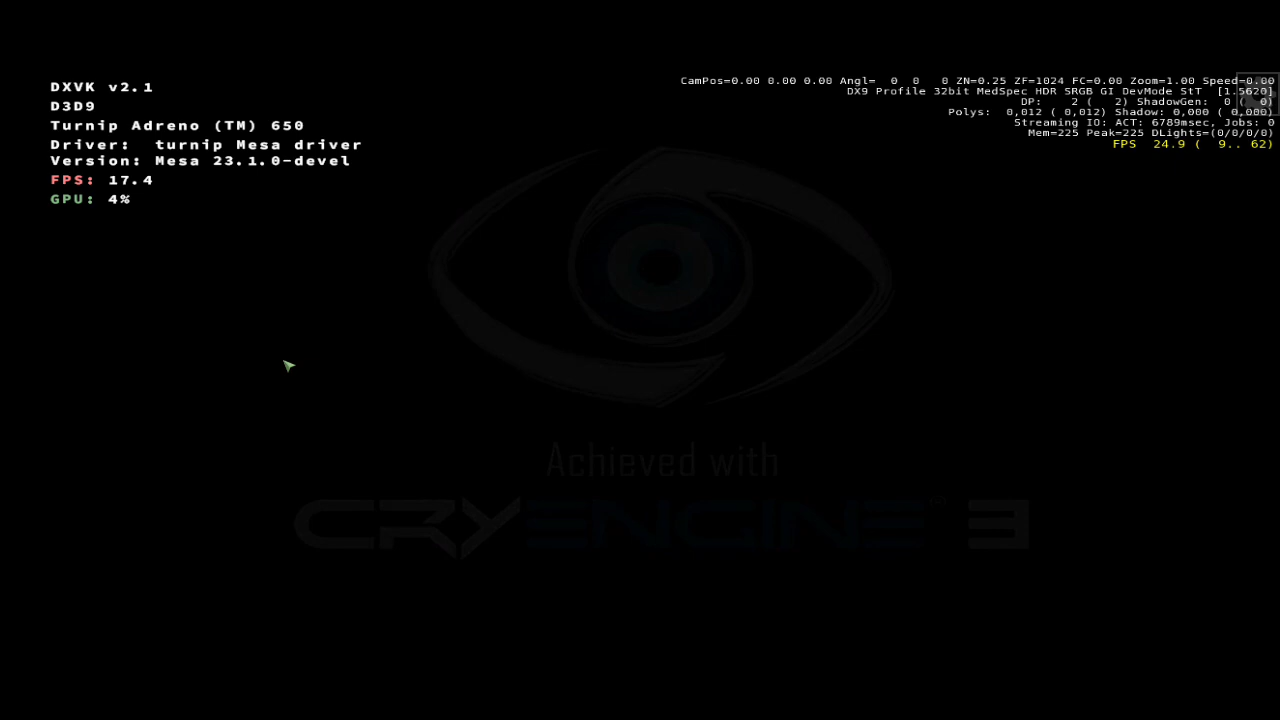 DXVK v2.1
D3D9
Turnip Adreno (TM) 650
Driver:  turnip Mesa driver
Version: Mesa 23.1.0-devel
FPS: 17.4
GPU: 4%
CamPos=0.00 0.00 0.00 Angl=  0  0   0 ZN=0.25 ZF=1024 FC=0.00 Zoom=1.00 Speed=0.00
DX9 Profile 32bit MedSpec HDR SRGB GI DevMode StT  [1.5620]
DP:    2 (   2) ShadowGen:  0 (  0)
Polys:  0,012 ( 0,012) Shadow: 0,000 ( 0,000)
Streaming IO: ACT: 6789msec, Jobs: 0
Mem=225 Peak=225 DLights=(0/0/0/0)
FPS  24.9 (  9.. 62)
Achieved with
CRYENGINE™ 3